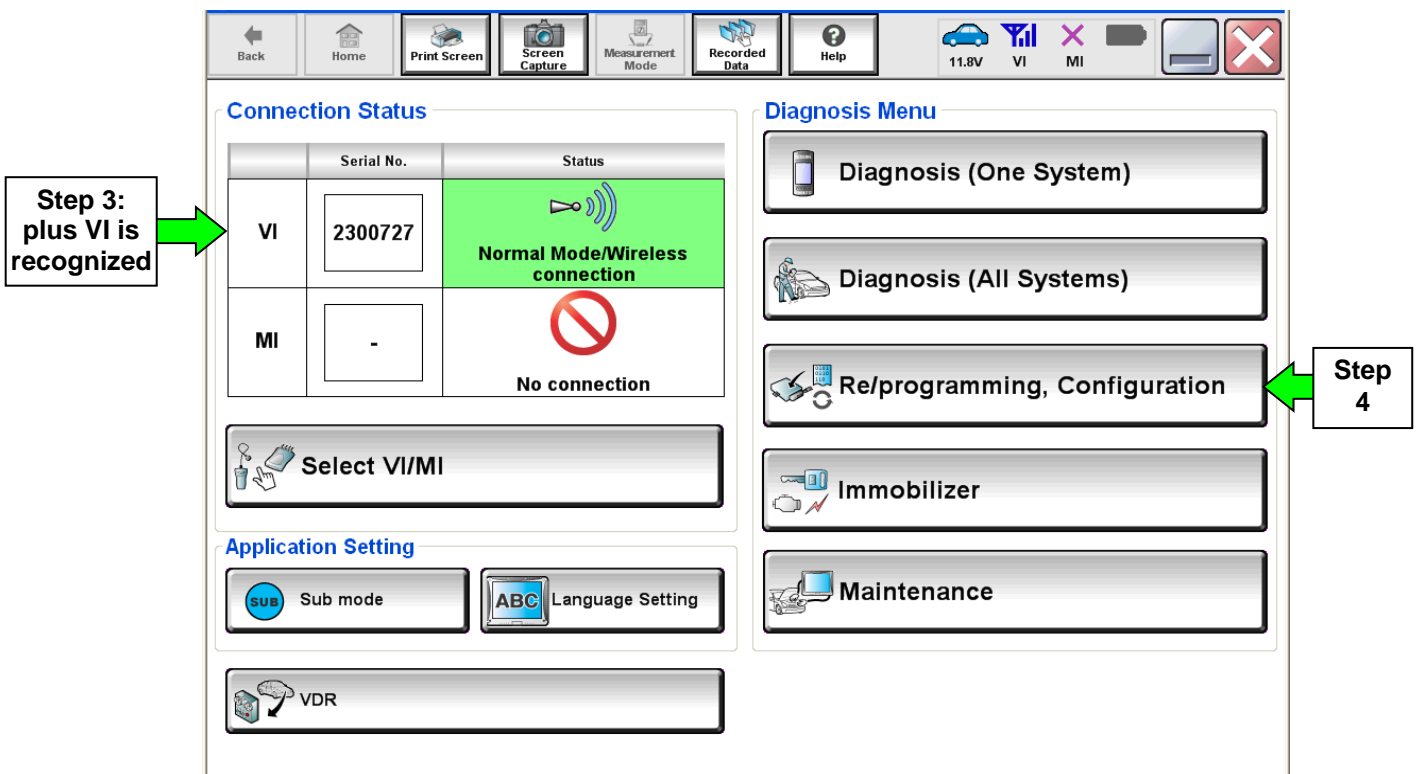 Back
Home
Print Screen
Screen
Capture
Measurement
Mode
Recorded
Data
Help
11.8V
VI
MI
Connection Status
Serial No.
Status
VI
2300727
Normal Mode/Wireless
connection
MI
-
No connection
Select VI/MI
Application Setting
SUB
Sub mode
ABC
Language Setting
VDR
Diagnosis Menu
Diagnosis (One System)
Diagnosis (All Systems)
Re/programming, Configuration
Immobilizer
Maintenance
Step 3:
plus VI is
recognized
Step
4